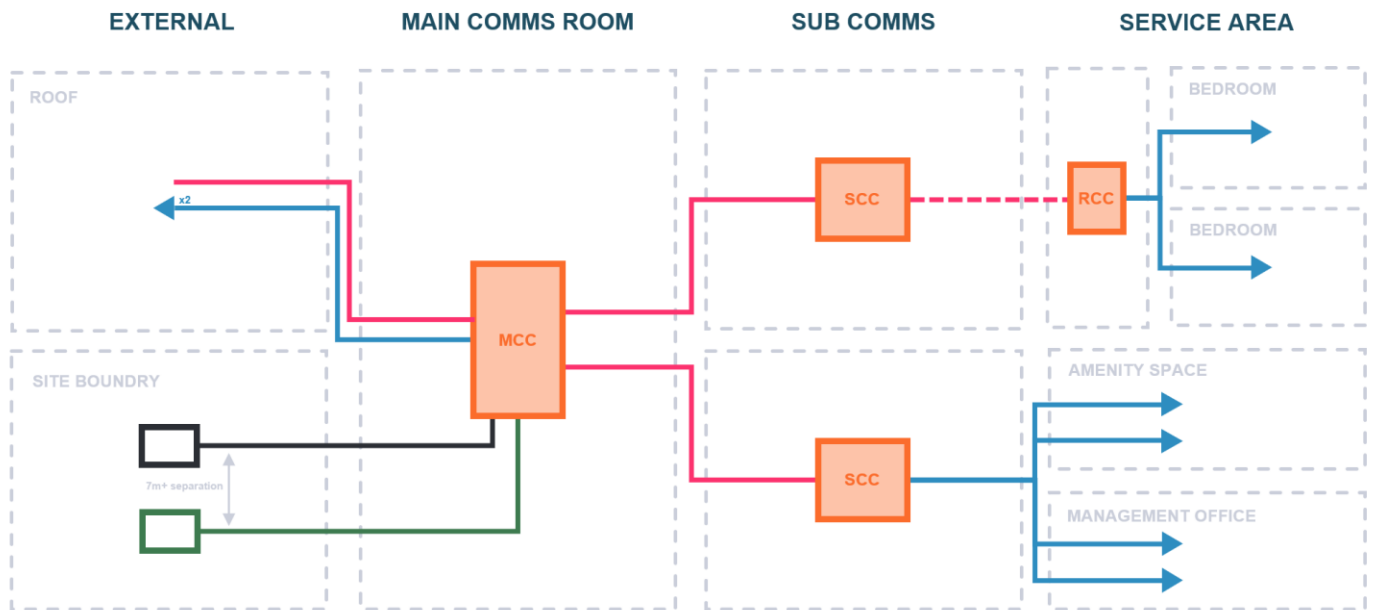 EXTERNAL
MAIN COMMS ROOM
SUB COMMS
SERVICE AREA
ROOF
x2
SITE BOUNDRY
7m+ separation
MCC
SCC
SCC
RCC
BEDROOM
BEDROOM
AMENITY SPACE
MANAGEMENT OFFICE